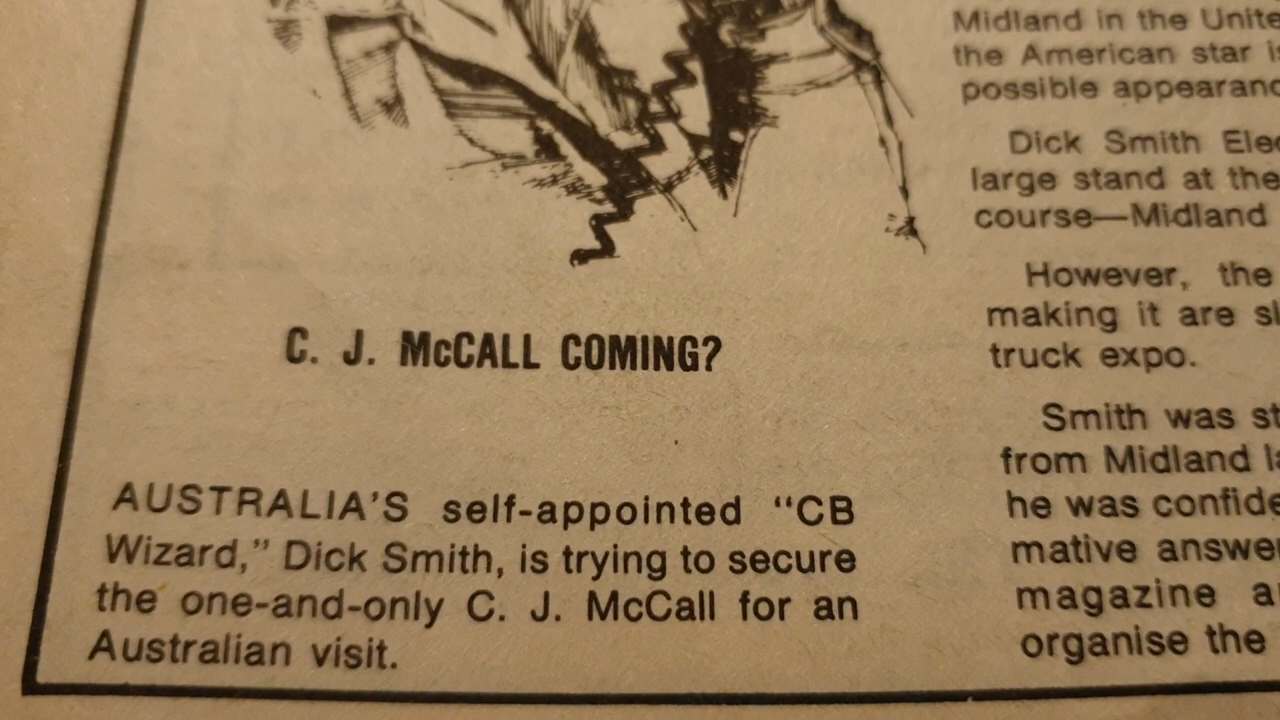 C. J. McCALL COMING?
AUSTRALIA'S self-appointed "CB
Wizard," Dick Smith, is trying to secure
the one-and-only C. J. McCall for an
Australian visit.
Midland in the
the American star
possible
Dick Smith
large stand at the
course—Midland
However, the
making it are
truck expo.
Smith was
from Midland
he was
mative
magazine
organise the